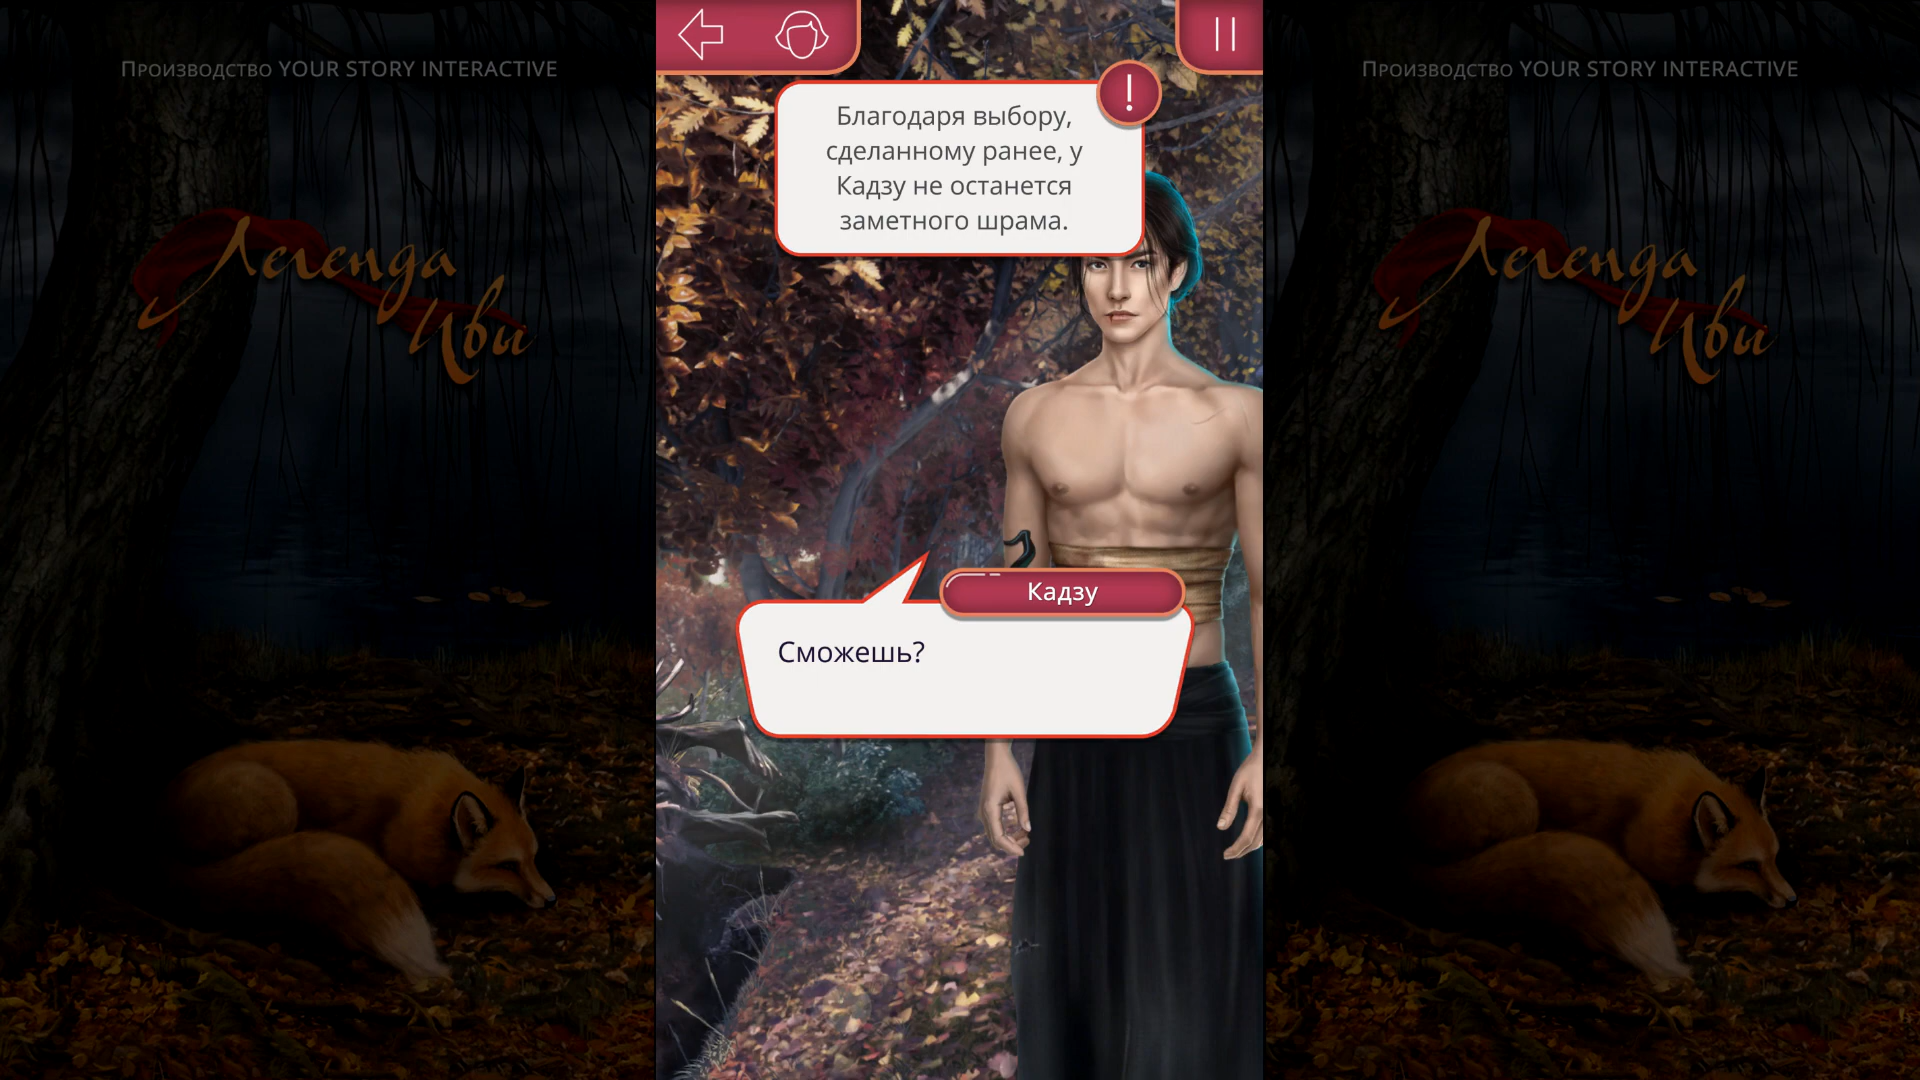 Производство YOUR STORY INTERACTIVE
Легенда
Ивы
Благодаря выбору,
сделанному ранее, у
Кадзу не останется
заметного шрама.
!
Кадзу
Сможешь?
Производство YOUR STORY INTERACTIVE
Легенда
Ивы